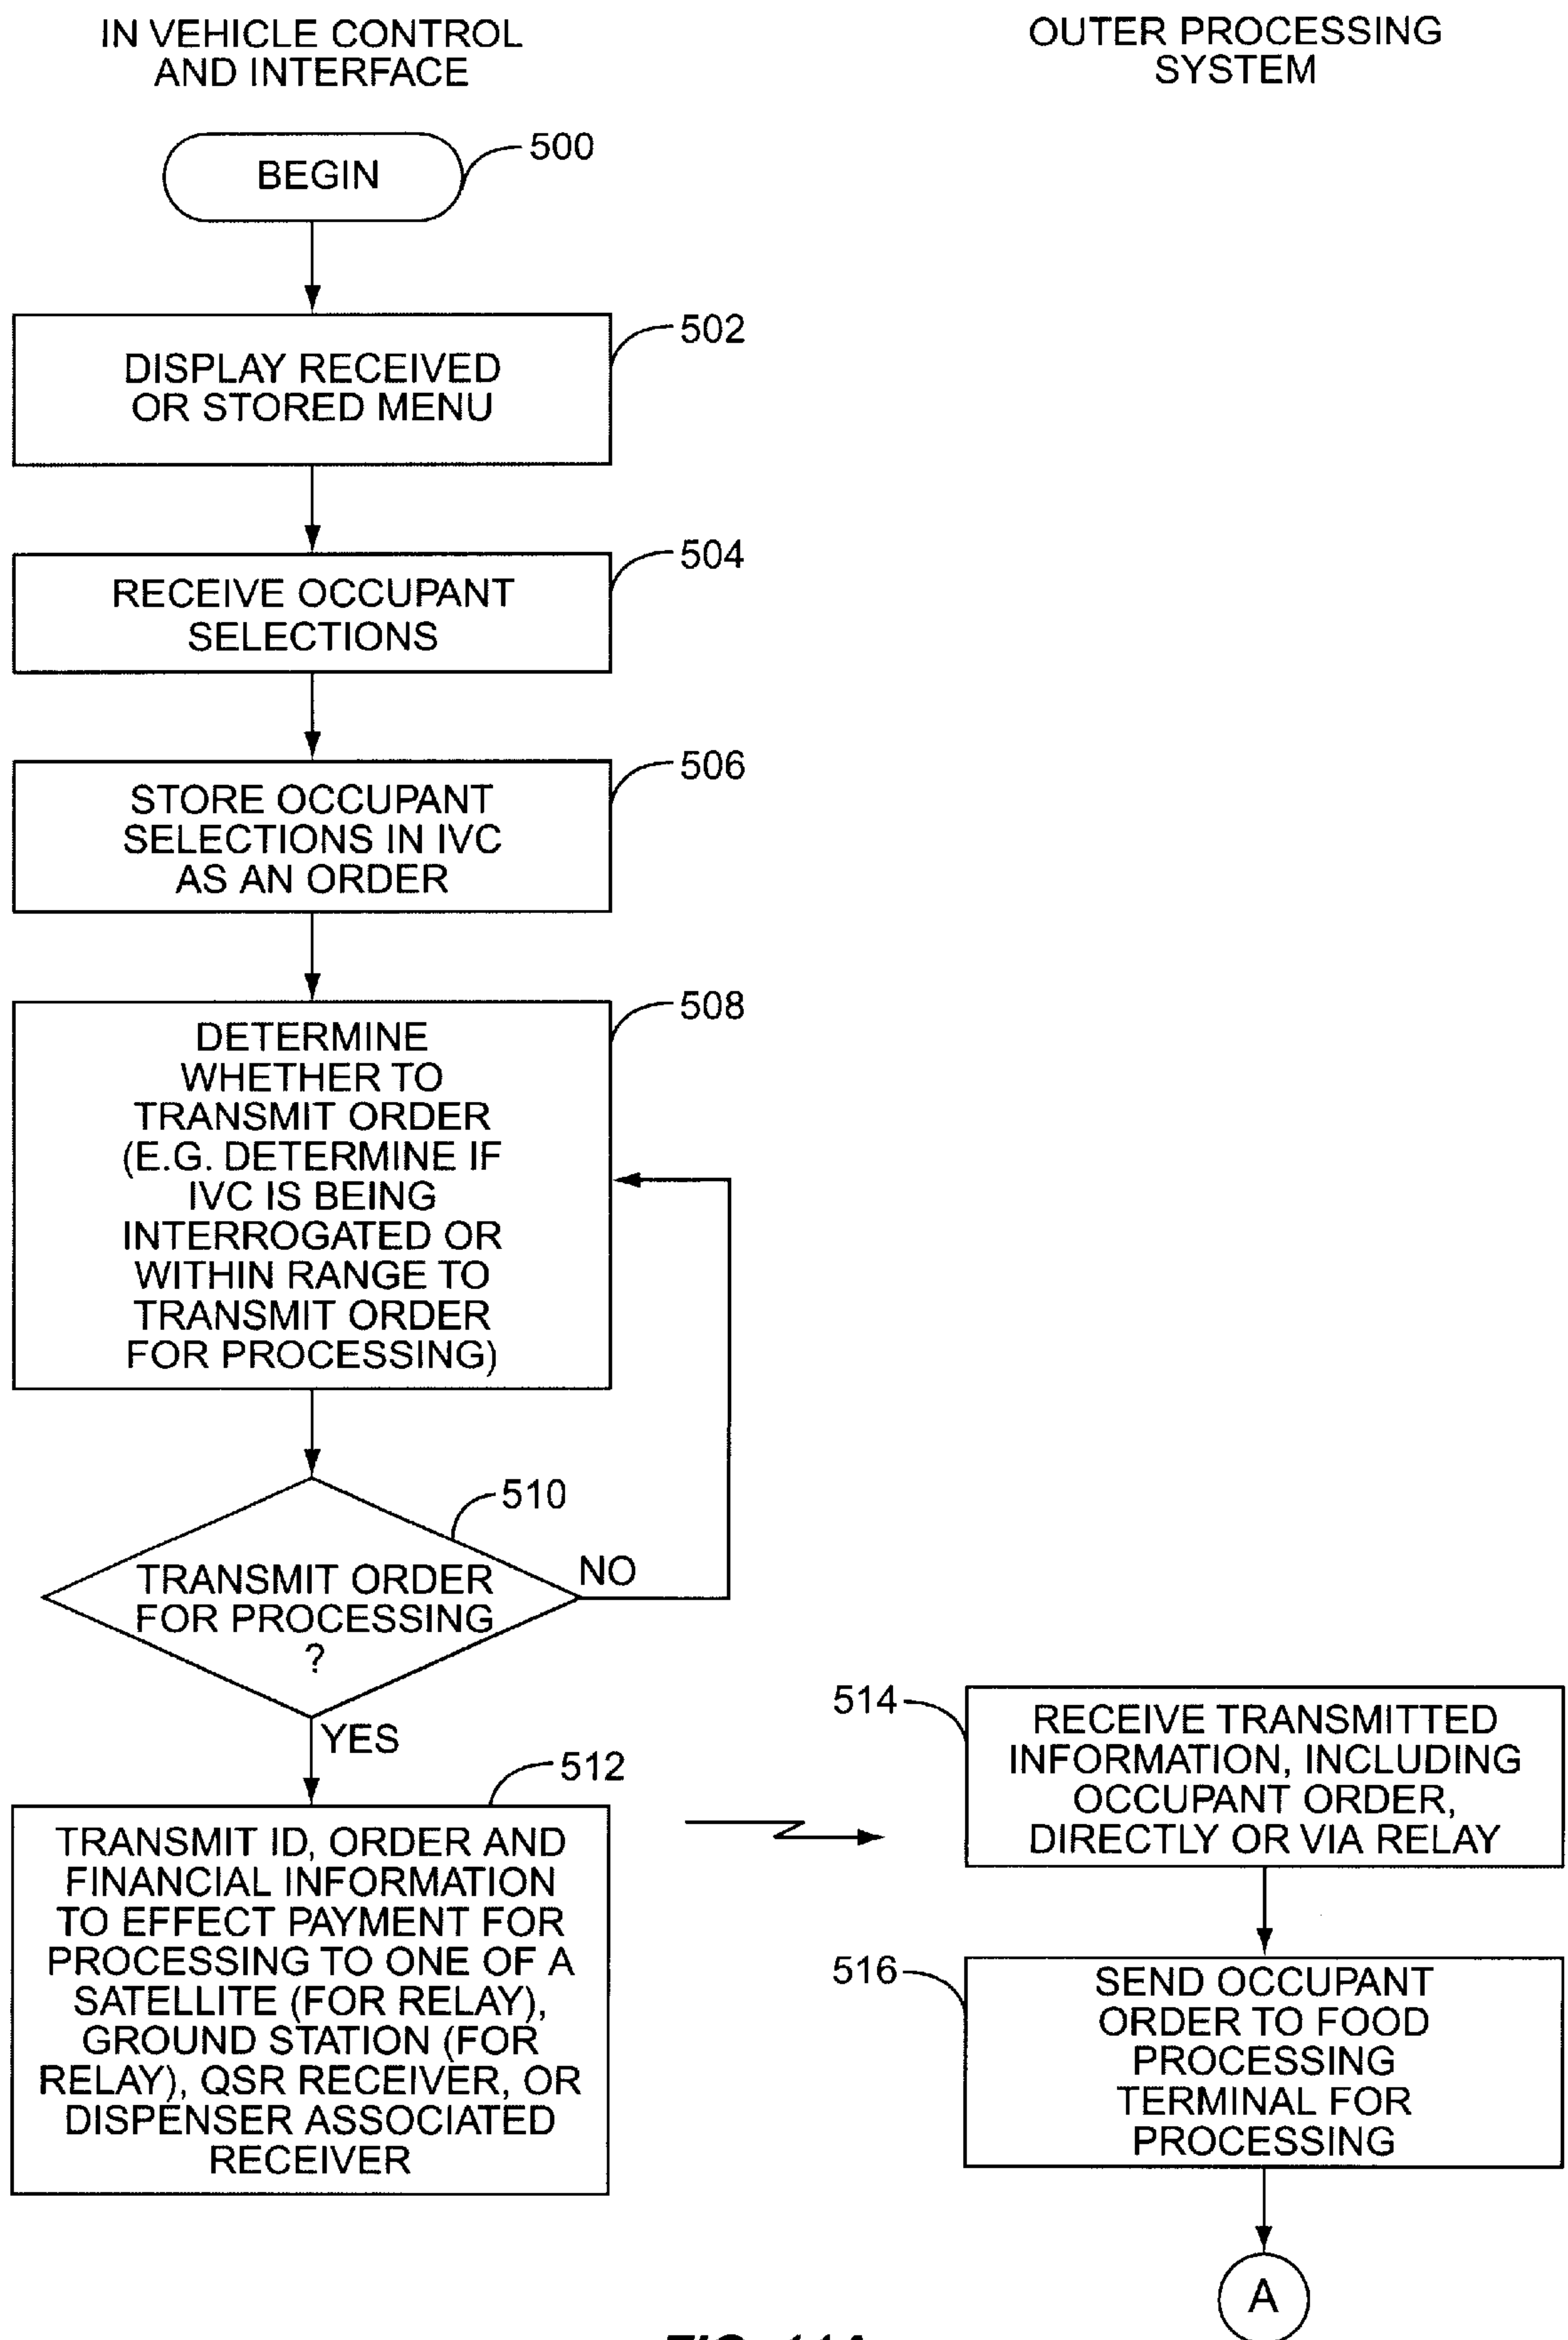 IN VEHICLE CONTROL
AND INTERFACE
OUTER PROCESSING
SYSTEM
BEGIN
500
DISPLAY RECEIVED
OR STORED MENU
502
RECEIVE OCCUPANT
SELECTIONS
504
STORE OCCUPANT
SELECTIONS IN IVC
AS AN ORDER
506
DETERMINE
WHETHER TO
TRANSMIT ORDER
(E.G. DETERMINE IF
IVC IS BEING
INTERROGATED OR
WITHIN RANGE TO
TRANSMIT ORDER
FOR PROCESSING)
508
TRANSMIT ORDER
FOR PROCESSING
?
510
NO
YES
TRANSMIT ID, ORDER AND
FINANCIAL INFORMATION
TO EFFECT PAYMENT FOR
PROCESSING TO ONE OF A
SATELLITE (FOR RELAY),
GROUND STATION (FOR
RELAY), QSR RECEIVER, OR
DISPENSER ASSOCIATED
RECEIVER
512
514
RECEIVE TRANSMITTED
INFORMATION, INCLUDING
OCCUPANT ORDER,
DIRECTLY OR VIA RELAY
516
SEND OCCUPANT
ORDER TO FOOD
PROCESSING
TERMINAL FOR
PROCESSING
A